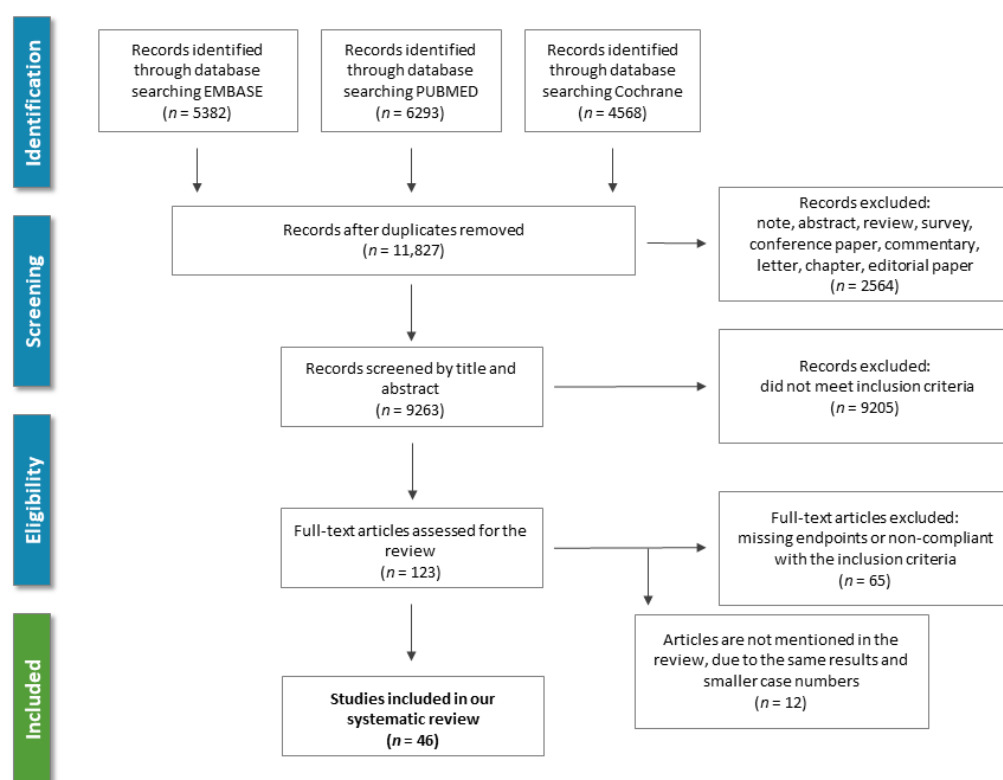 Identification
Records identified
through database
searching EMBASE
(n = 5382)
Records identified
through database
searching PUBMED
(n = 6293)
Records identified
through database
searching Cochrane
(n = 4568)
Screening
Records after duplicates removed
(n = 11,827)
Records excluded:
note, abstract, review, survey,
conference paper, commentary,
letter, chapter, editorial paper
(n = 2564)
Records screened by title and
abstract
(n = 9263)
Records excluded:
did not meet inclusion criteria
(n = 9205)
Eligibility
Full-text articles assessed for the
review
(n = 123)
Full-text articles excluded:
missing endpoints or non-compliant
with the inclusion criteria
(n = 65)
Included
Articles are not mentioned in the
review, due to the same results and
smaller case numbers
(n = 12)
Studies included in our
systematic review
(n = 46)